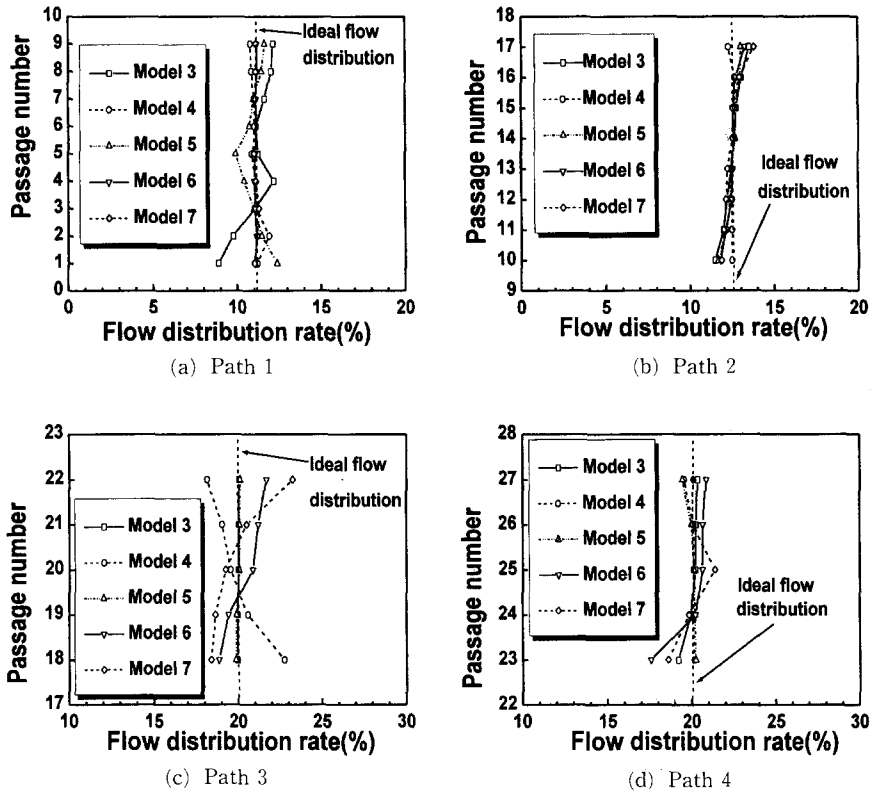 Passage number
9
8
7
6
5
4
3
2
1
0
Model 3
Model 4
Model 5
Model 6
Model 7
Ideal flow
distribution
0 5 10 15 20
Flow distribution rate(%)
(a) Path 1
Passage number
17
16
15
14
13
12
11
10
9
Model 3
Model 4
Model 5
Model 6
Model 7
Ideal flow
distribution
0 5 10 15 20
Flow distribution rate(%)
(b) Path 2
Passage number
23
22
21
20
19
18
17
Model 3
Model 4
Model 5
Model 6
Model 7
Ideal flow
distribution
10 15 20 25 30
Flow distribution rate(%)
(c) Path 3
Passage number
28
27
26
25
24
23
22
Model 3
Model 4
Model 5
Model 6
Model 7
Ideal flow
distribution
10 15 20 25 30
Flow distribution rate(%)
(d) Path 4